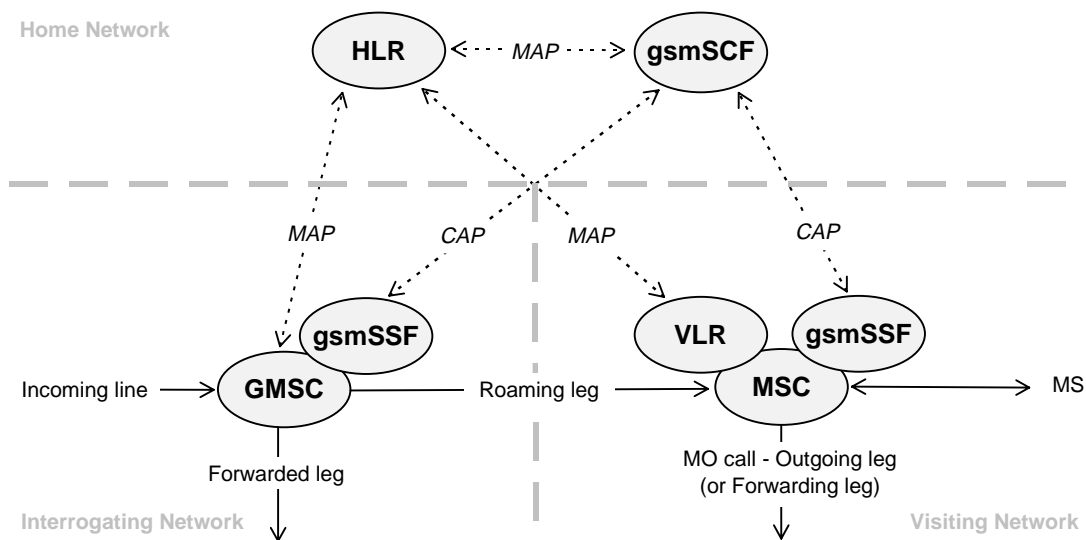 Home Network
HLR
MAP
gsmSCF
MAP
CAP
MAP
CAP
gsmSSF
VLR
gsmSSF
Incoming line
GMSC
Roaming leg
MSC
MS
Forwarded leg
MO call - Outgoing leg
(or Forwarding leg)
Interrogating Network
Visiting Network